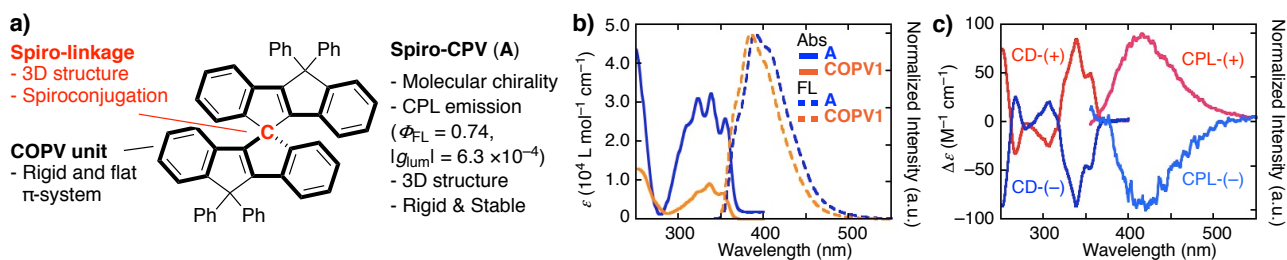 a)
Spiro-linkage
- 3D structure
- Spiroconjugation
COPV unit
- Rigid and flat
π-system
Ph Ph
C
Ph Ph
Spiro-CPV (A)
- Molecular chirality
- CPL emission
(ΦFL = 0.74,
|glum| = 6.3 ×10⁻⁴)
- 3D structure
- Rigid & Stable
b)
ε (10⁴ L mol⁻¹ cm⁻¹)
5.0
4.0
3.0
2.0
1.0
0
300 400 500
Wavelength (nm)
Normalized Intensity (a.u.)
Abs
A
COPV1
FL
A
COPV1
c)
Δε (M⁻¹ cm⁻¹)
100
50
0
−50
−100
300 400 500
Wavelength (nm)
Normalized Intensity (a.u.)
CD-(+)
CPL-(+)
CD-(−)
CPL-(−)